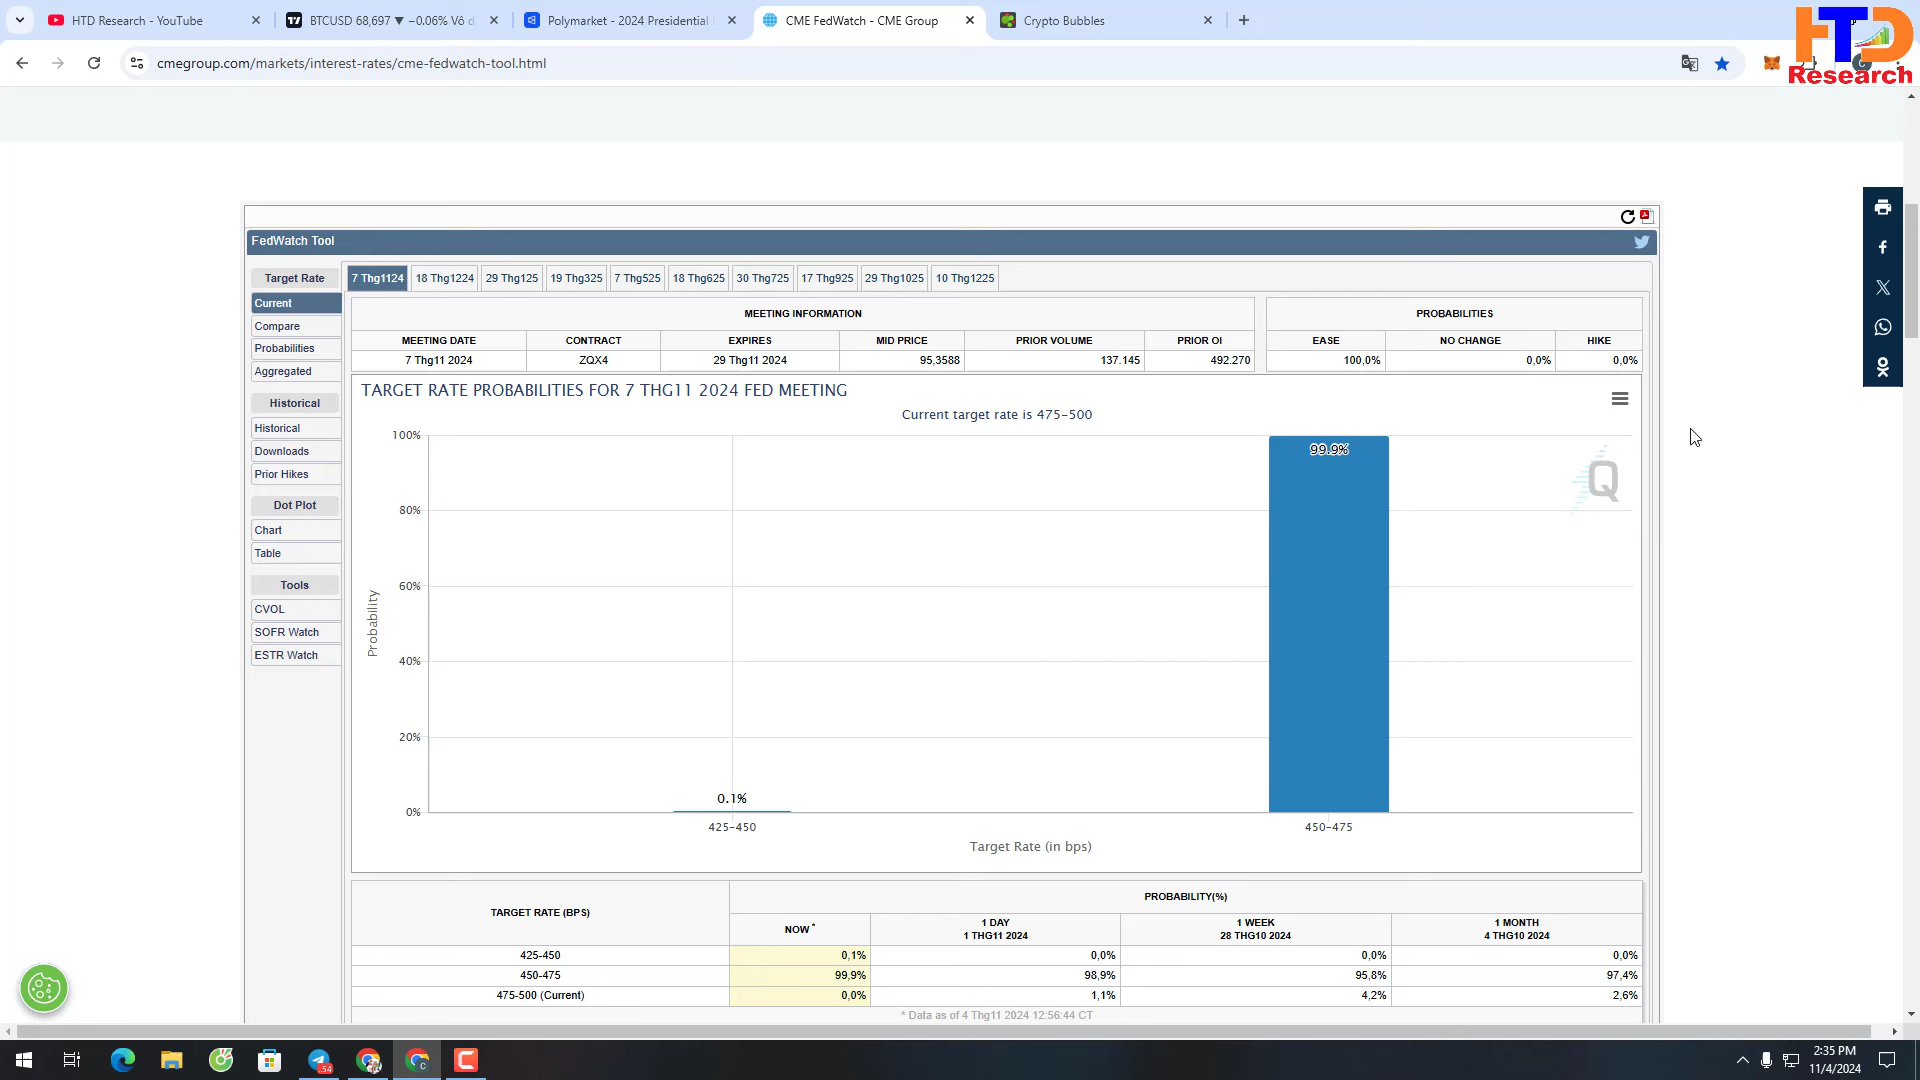 HTD Research - YouTube
BTCUSD 68,697 ▼ −0.06% Vô d
Polymarket - 2024 Presidential
CME FedWatch - CME Group
Crypto Bubbles
cmegroup.com/markets/interest-rates/cme-fedwatch-tool.html
HTD
Research
FedWatch Tool
Target Rate
Current
Compare
Probabilities
Aggregated
Historical
Historical
Downloads
Prior Hikes
Dot Plot
Chart
Table
Tools
CVOL
SOFR Watch
ESTR Watch
7 Thg1124 18 Thg1224 29 Thg125 19 Thg325 7 Thg525 18 Thg625 30 Thg725 17 Thg925 29 Thg1025 10 Thg1225
MEETING INFORMATION
MEETING DATE CONTRACT EXPIRES MID PRICE PRIOR VOLUME PRIOR OI
7 Thg11 2024 ZQX4 29 Thg11 2024 95,3588 137.145 492.270
PROBABILITIES
EASE NO CHANGE HIKE
100,0% 0,0% 0,0%
TARGET RATE PROBABILITIES FOR 7 THG11 2024 FED MEETING
Current target rate is 475−500
100%
80%
60%
40%
20%
0%
Probability
99.9%
0.1%
Q
425−450
450−475
Target Rate (in bps)
TARGET RATE (BPS)
PROBABILITY(%)
NOW *
1 DAY
1 THG11 2024
1 WEEK
28 THG10 2024
1 MONTH
4 THG10 2024
425-450 0,1% 0,0% 0,0% 0,0%
450-475 99,9% 98,9% 95,8% 97,4%
475-500 (Current) 0,0% 1,1% 4,2% 2,6%
* Data as of 4 Thg11 2024 12:56:44 CT
54
2:35 PM
11/4/2024